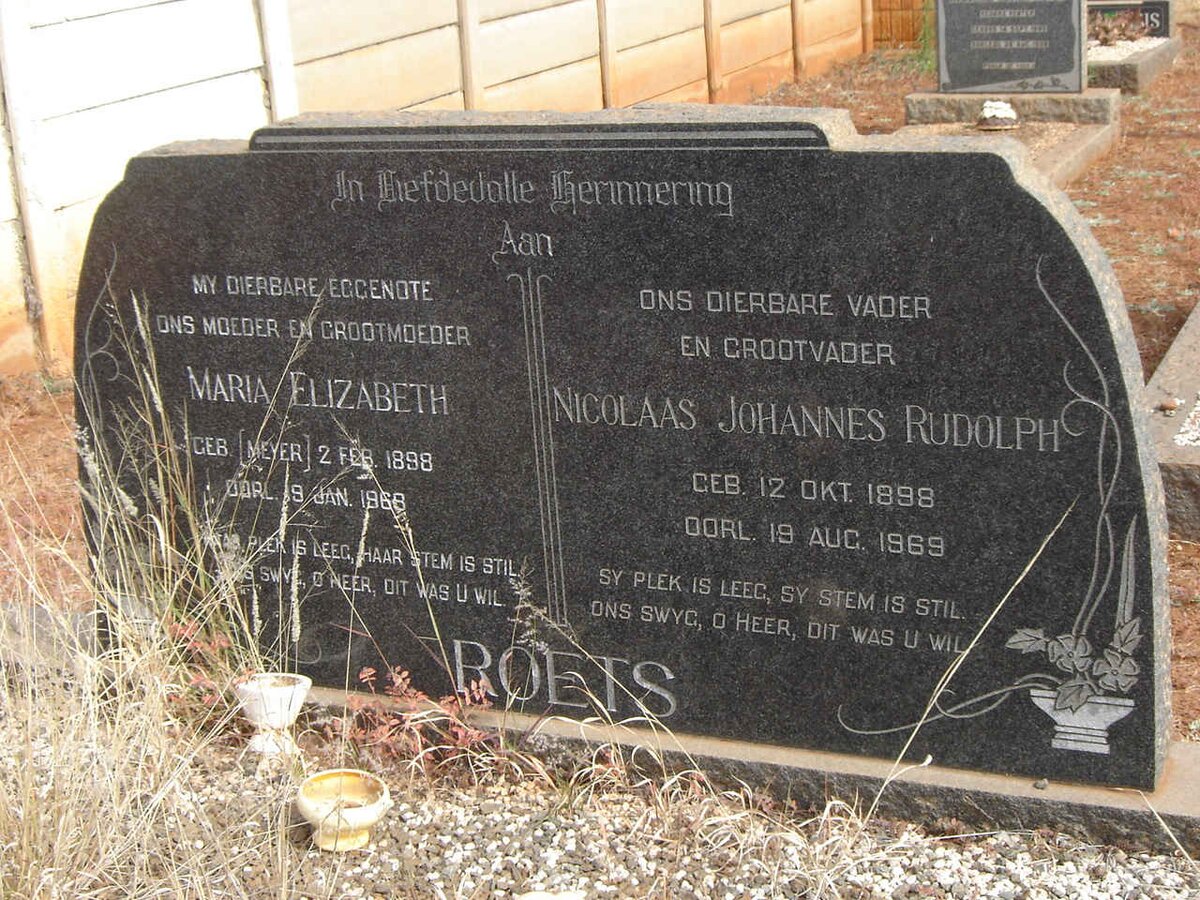 In Liefdevolle Herinnering
Aan
MY DIERBARE EGGENOTE
ONS MOEDER EN GROOTMOEDER
MARIA ELIZABETH
GEB [MEYER] 2 FEB. 1898
OORL. 19 JAN. 1969
HAAR PLEK IS LEEG, HAAR STEM IS STIL
ONS SWYG, O HEER, DIT WAS U WIL.
ONS DIERBARE VADER
EN GROOTVADER
NICOLAAS JOHANNES RUDOLPH
GEB. 12 OKT. 1898
OORL. 19 AUG. 1969
SY PLEK IS LEEG, SY STEM IS STIL.
ONS SWYG, O HEER, DIT WAS U WIL.
ROETS